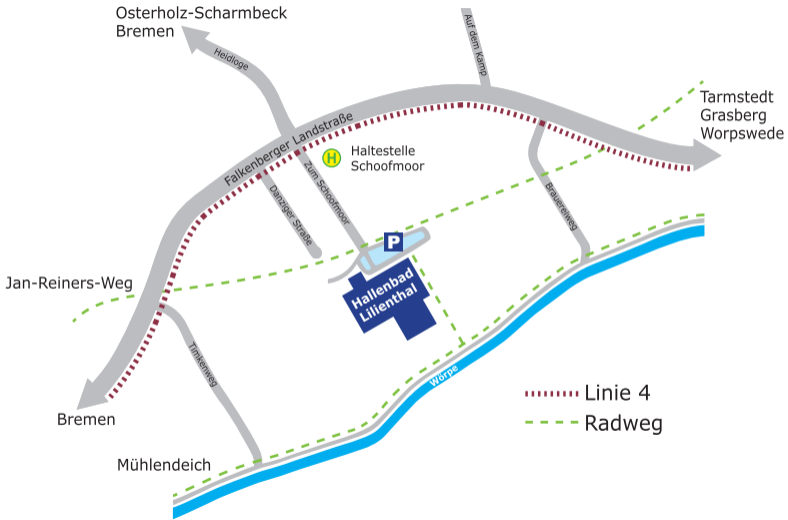 Osterholz-Scharmbeck
Bremen
Heidloge
Auf dem Kamp
Tarmstedt
Grasberg
Worpswede
Falkenberger Landstraße
H
Haltestelle
Schoofmoor
Zum Schoofmoor
Danziger Straße
Brauereiweg
P
Jan-Reiners-Weg
Hallenbad
Lilienthal
Timkenweg
Wörpe
Linie 4
Bremen
Radweg
Mühlendeich